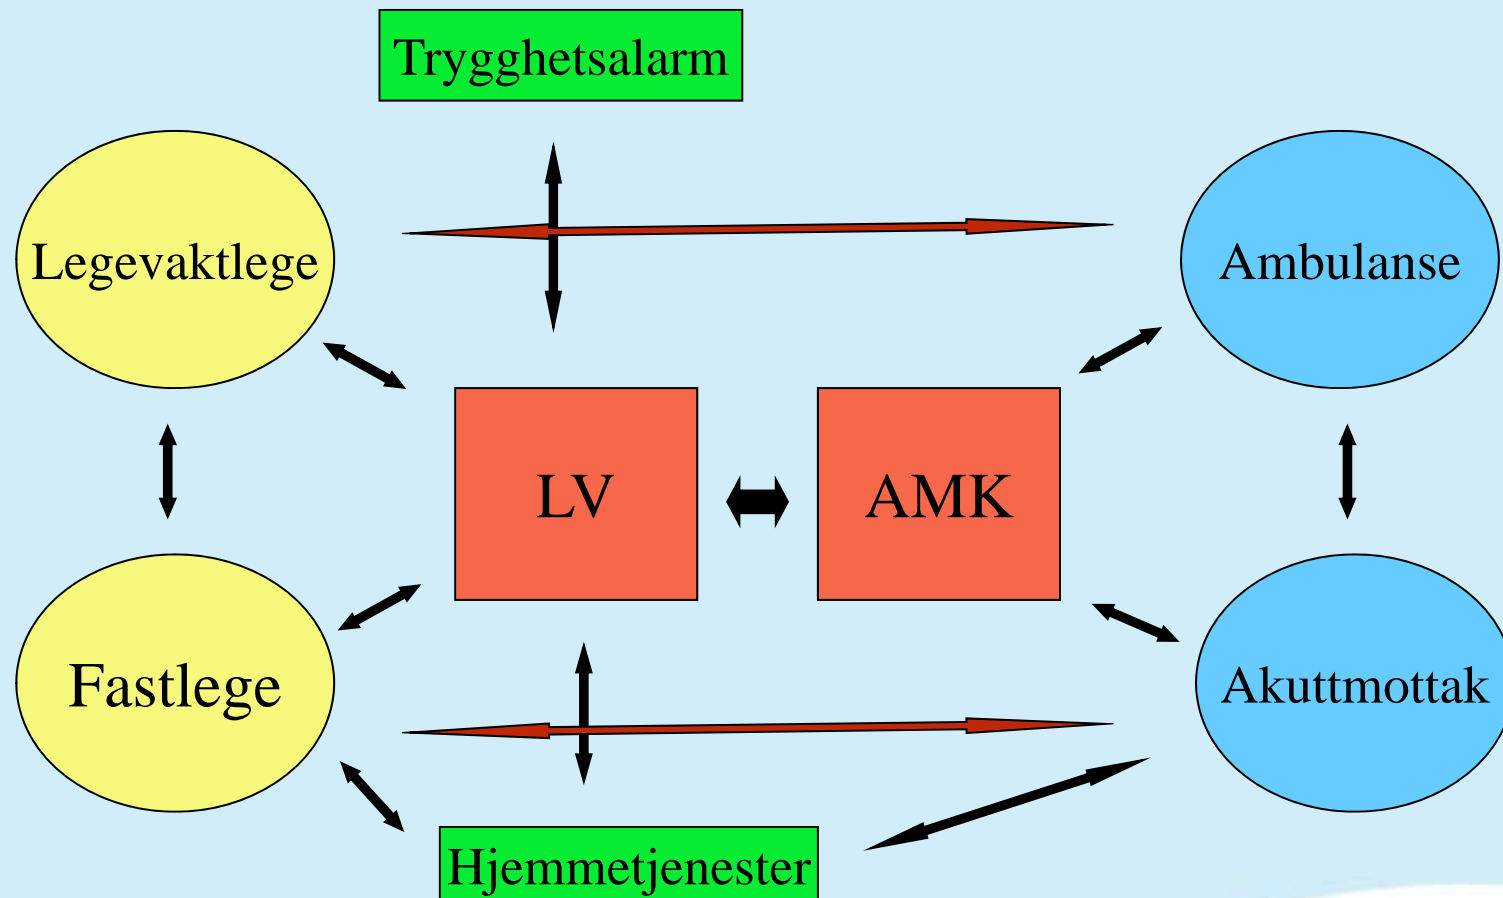 Trygghetsalarm
Legevaktlege
Ambulanse
LV
AMK
Fastlege
Akuttmottak
Hjemmetjenester